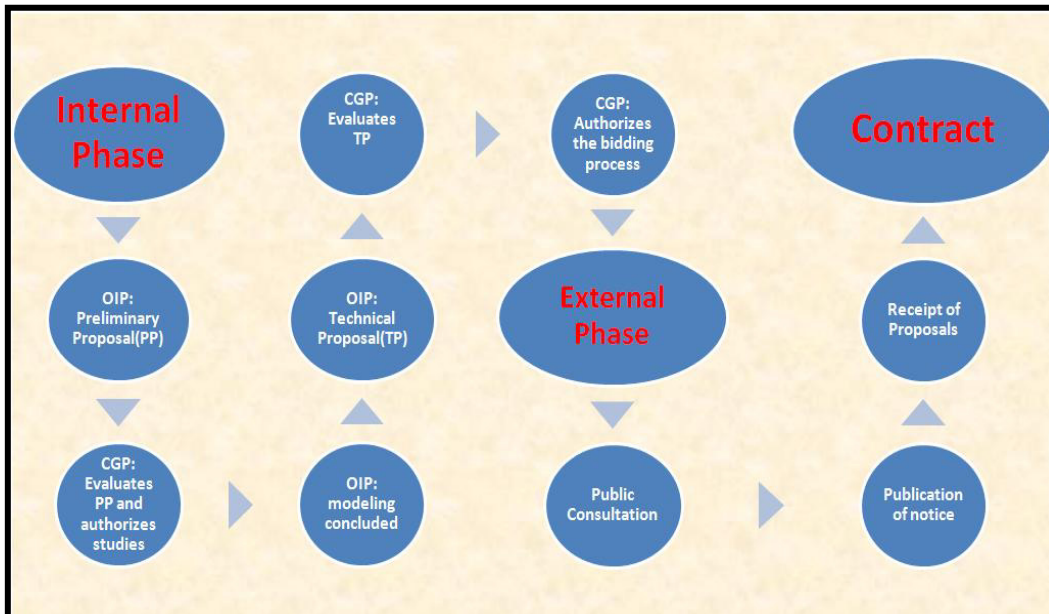 Internal
Phase
OIP:
Preliminary
Proposal(PP)
CGP:
Evaluates
PP and
authorizes
studies
OIP:
modeling
concluded
OIP:
Technical
Proposal(TP)
CGP:
Evaluates
TP
CGP:
Authorizes
the bidding
process
External
Phase
Public
Consultation
Publication
of notice
Receipt of
Proposals
Contract